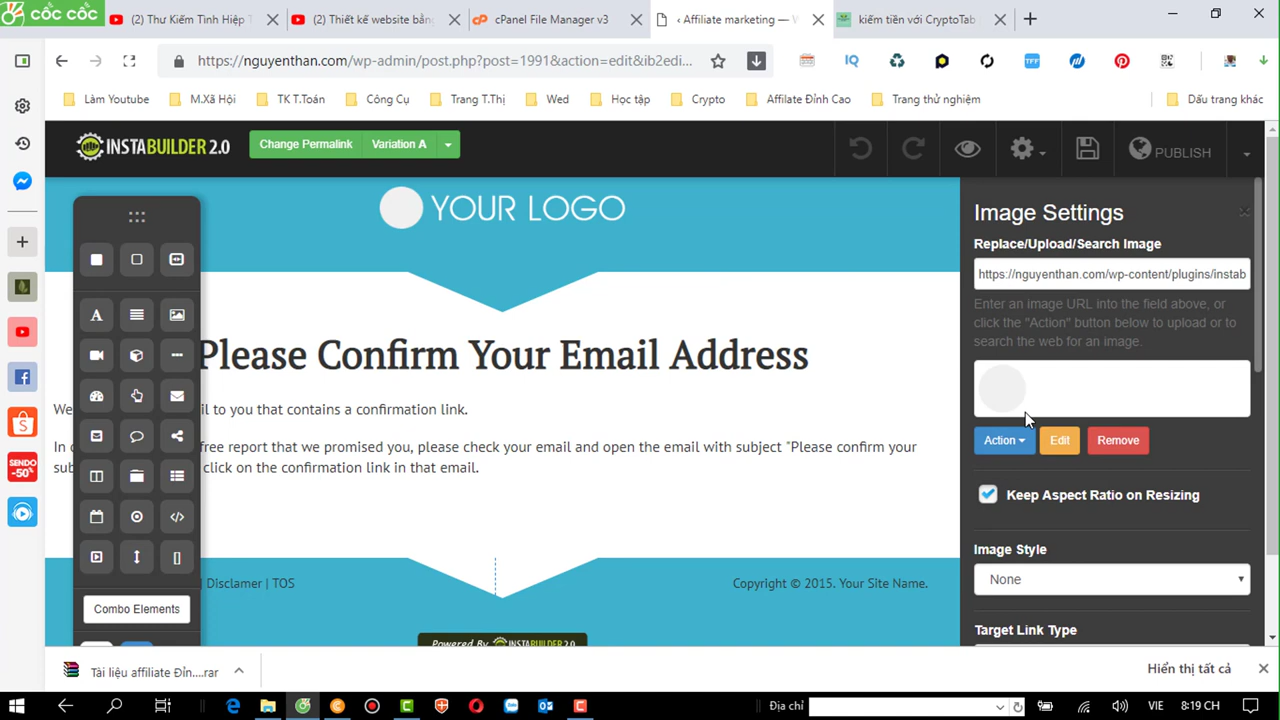 cốc cốc
(2) Thư Kiếm Tình Hiệp T
(2) Thiết kế website bằng
cPanel File Manager v3
‹ Affiliate marketing — W
kiếm tiền với CryptoTab
https://nguyenthan.com/wp-admin/post.php?post=1991&action=edit&ib2edi...
IQ
TFF
Làm Youtube
M.Xã Hội
TK T.Toán
Công Cụ
Trang T.Thị
Wed
Học tập
Crypto
Affilate Đỉnh Cao
Trang thử nghiệm
Dấu trang khác
INSTABUILDER 2.0
Change Permalink
Variation A
PUBLISH
YOUR LOGO
Image Settings
Replace/Upload/Search Image
https://nguyenthan.com/wp-content/plugins/instab
Enter an image URL into the field above, or
click the "Action" button below to upload or to
search the web for an image.
Action
Edit
Remove
Keep Aspect Ratio on Resizing
Image Style
None
Target Link Type
Please Confirm Your Email Address
We
il to you that contains a confirmation link.
In o
free report that we promised you, please check your email and open the email with subject "Please confirm your
sub
click on the confirmation link in that email.
| Disclamer | TOS
Copyright © 2015. Your Site Name.
Powered By INSTABUILDER 2.0
Combo Elements
SENDO
-50%
Tài liệu affiliate Đỉn....rar
Hiển thị tất cả
Địa chỉ
VIE
8:19 CH